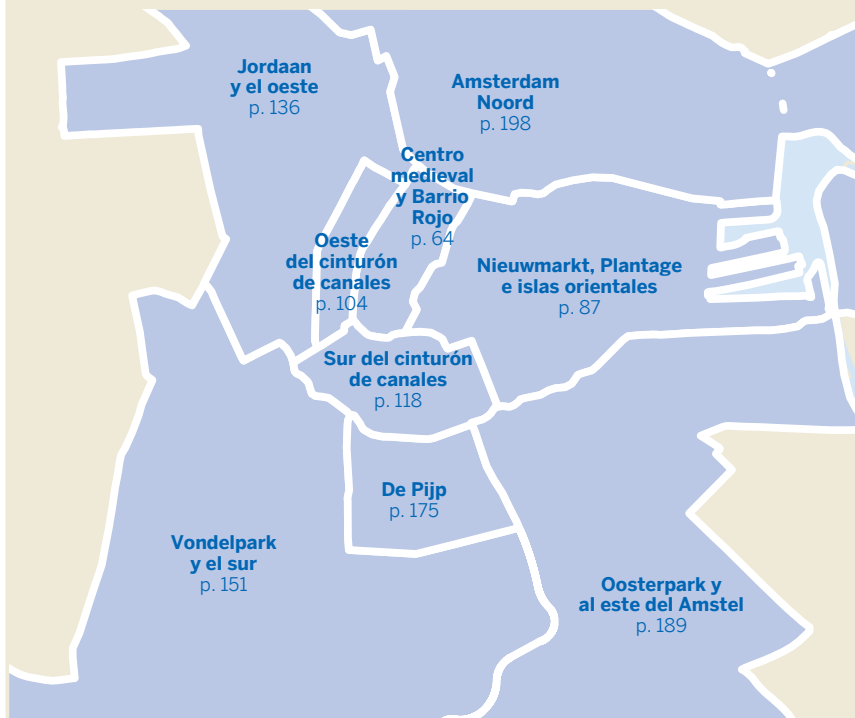 Jordaan
y el oeste
p. 136
Amsterdam
Noord
p. 198
Centro
medieval
y Barrio
Rojo
p. 64
Oeste
del cinturón
de canales
p. 104
Nieuwmarkt, Plantage
e islas orientales
p. 87
Sur del cinturón
de canales
p. 118
De Pijp
p. 175
Vondelpark
y el sur
p. 151
Oosterpark y
al este del Amstel
p. 189